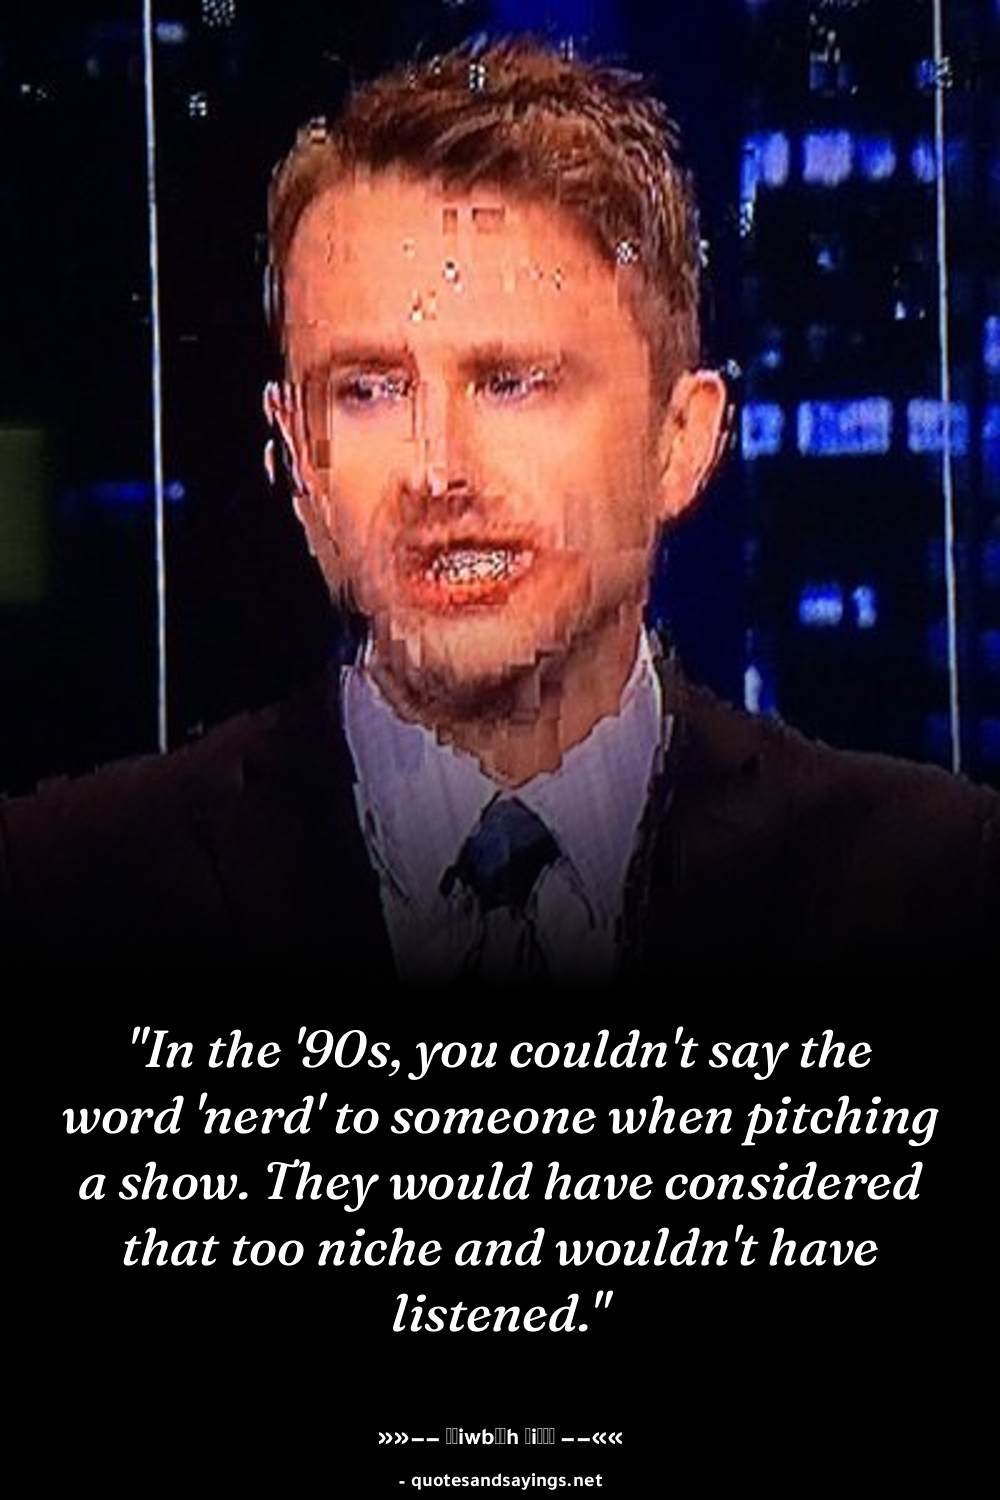 "In the '90s, you couldn't say the
word 'nerd' to someone when pitching
a show. They would have considered
that too niche and wouldn't have
listened."
- quotesandsayings.net